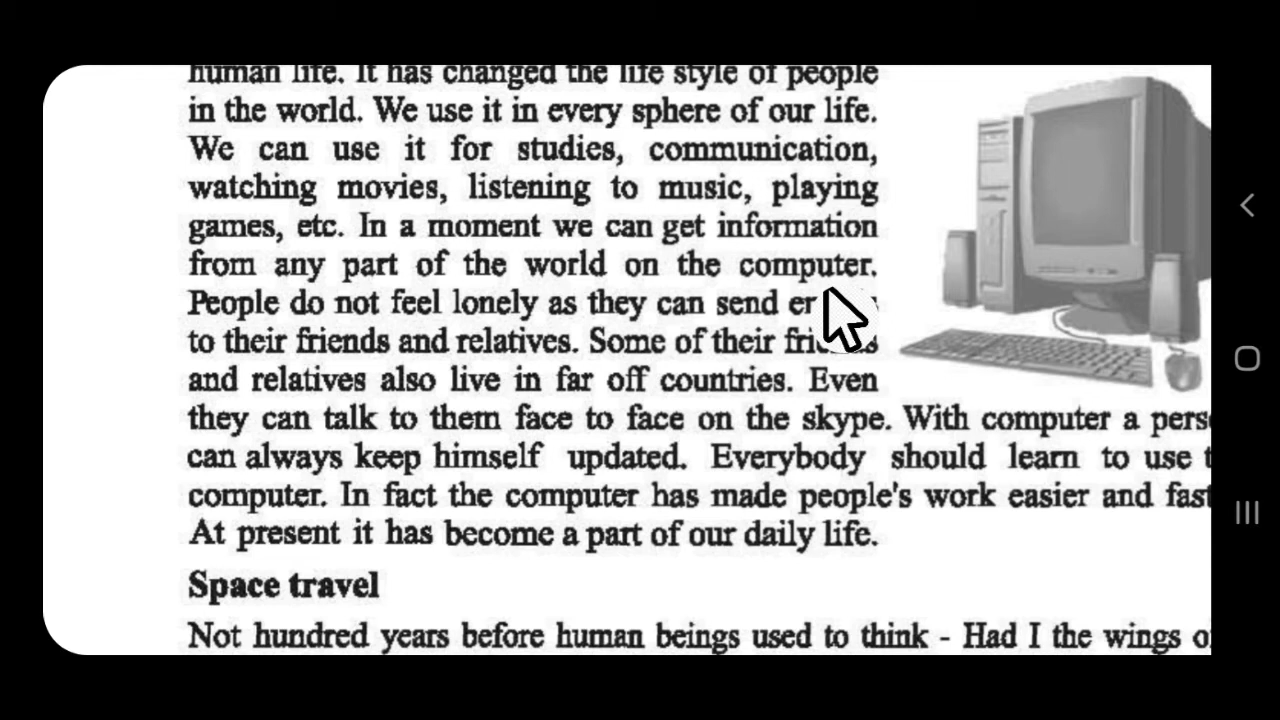 human life. It has changed the life style of people
in the world. We use it in every sphere of our life.
We can use it for studies, communication,
watching movies, listening to music, playing
games, etc. In a moment we can get information
from any part of the world on the computer.
People do not feel lonely as they can send
to their friends and relatives. Some of their
and relatives also live in far off countries. Even
they can talk to them face to face on the skype. With computer a
can always keep himself updated. Everybody should learn to use
computer. In fact the computer has made people's work easier and
At present it has become a part of our daily life.
Space travel
Not hundred years before human beings used to think - Had I the wings